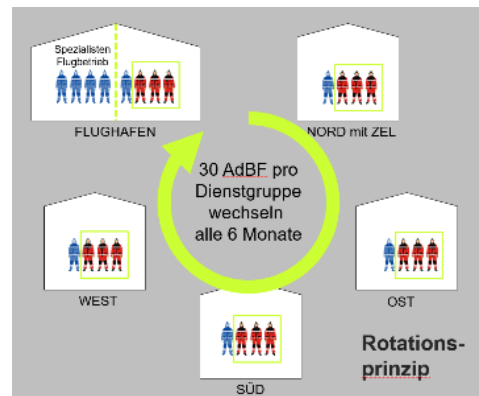 Spezialisten
Flugbetrieb
FLUGHAFEN
NORD mit ZEL
30 AdBF pro
Dienstgruppe
wechseln
alle 6 Monate
WEST
OST
SÜD
Rotations-
prinzip